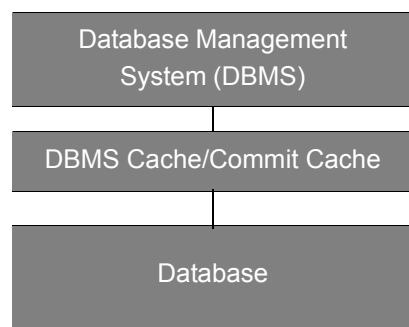 Database Management
System (DBMS)
DBMS Cache/Commit Cache
Database